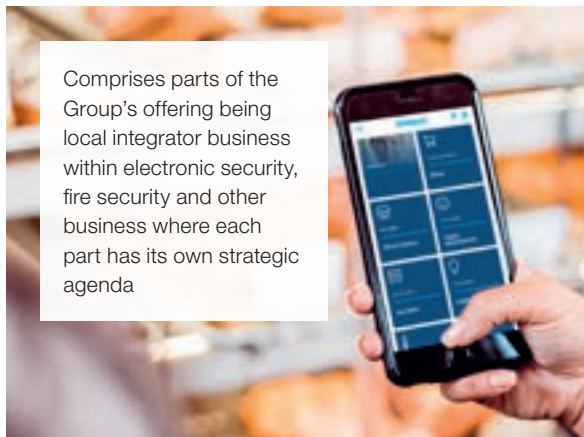 Comprises parts of the
Group's offering being
local integrator business
within electronic security,
fire security and other
business where each
part has its own strategic
agenda